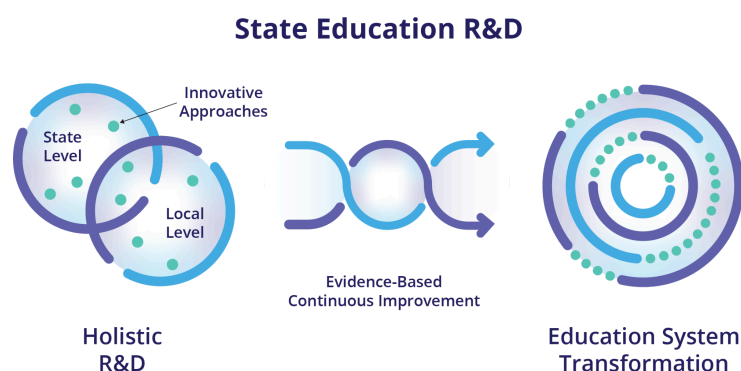 State Education R&D
Innovative
Approaches
State
Level
Local
Level
Evidence-Based
Continuous Improvement
Holistic
R&D
Education System
Transformation